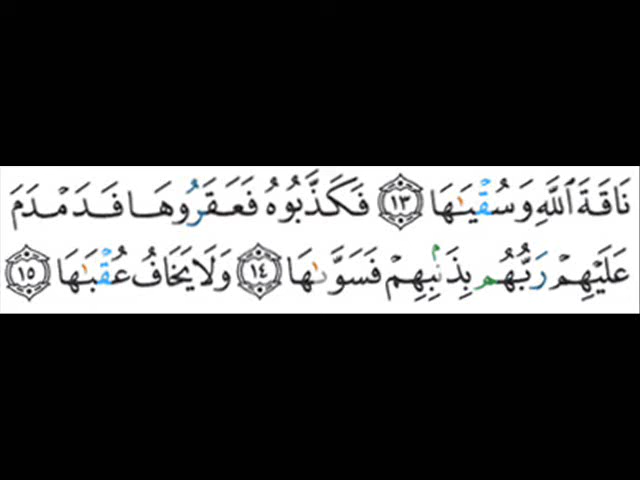 نَاقَةَ ٱللَّهِ وَسُقۡيَٰهَا ١٣ فَكَذَّبُوهُ فَعَقَرُوهَا فَدَمۡدَمَ
عَلَيۡهِمۡ رَبُّهُم بِذَنۢبِهِمۡ فَسَوَّىٰهَا ١٤ وَلَا يَخَافُ عُقۡبَٰهَا ١٥